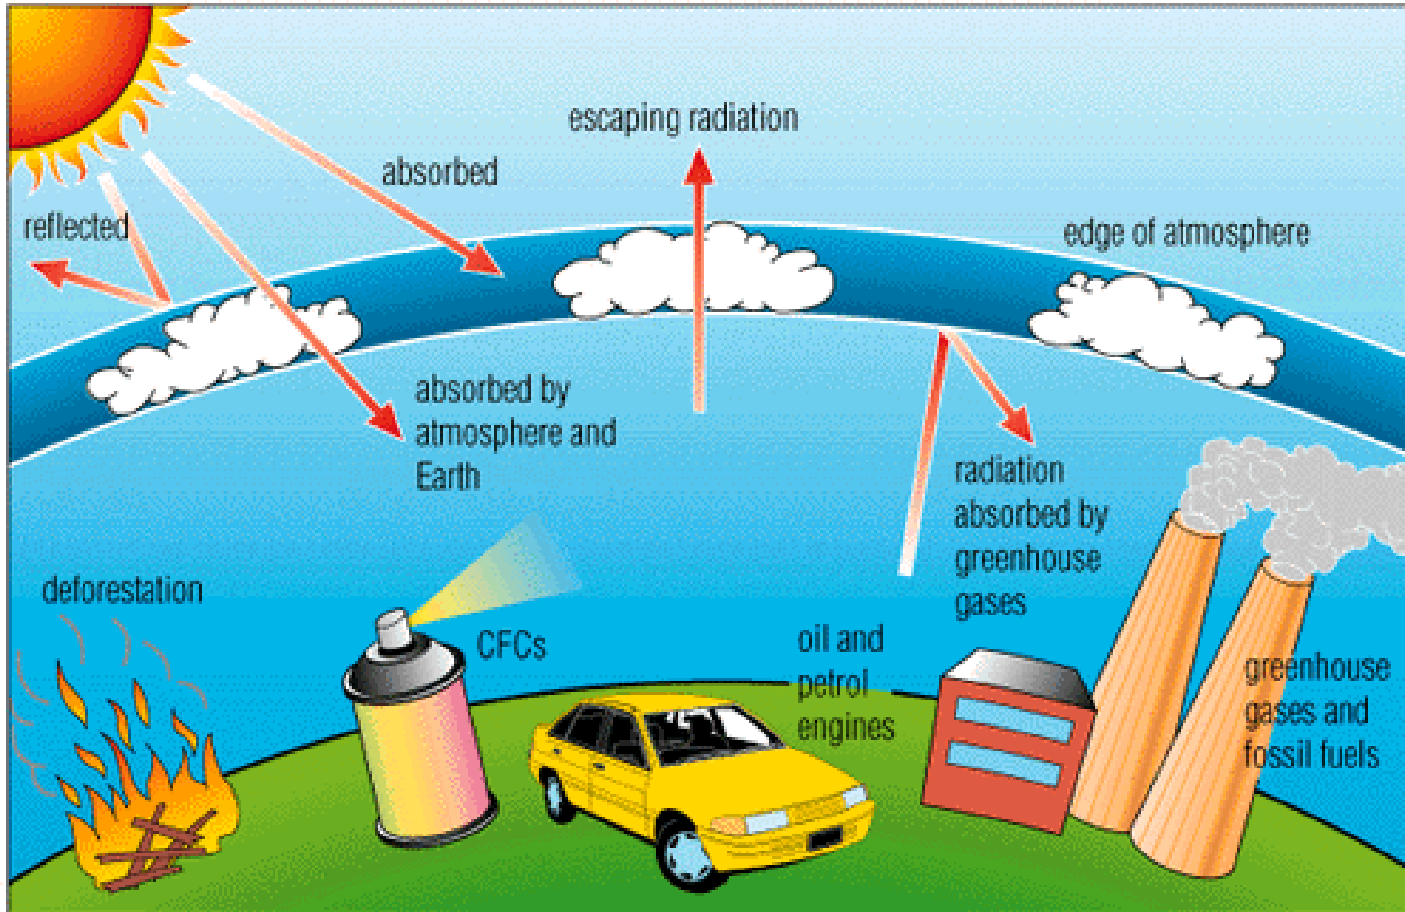 escaping radiation
absorbed
reflected
edge of atmosphere
absorbed by
atmosphere and
Earth
radiation
absorbed by
greenhouse
gases
deforestation
CFCs
oil and
petrol
engines
greenhouse
gases and
fossil fuels